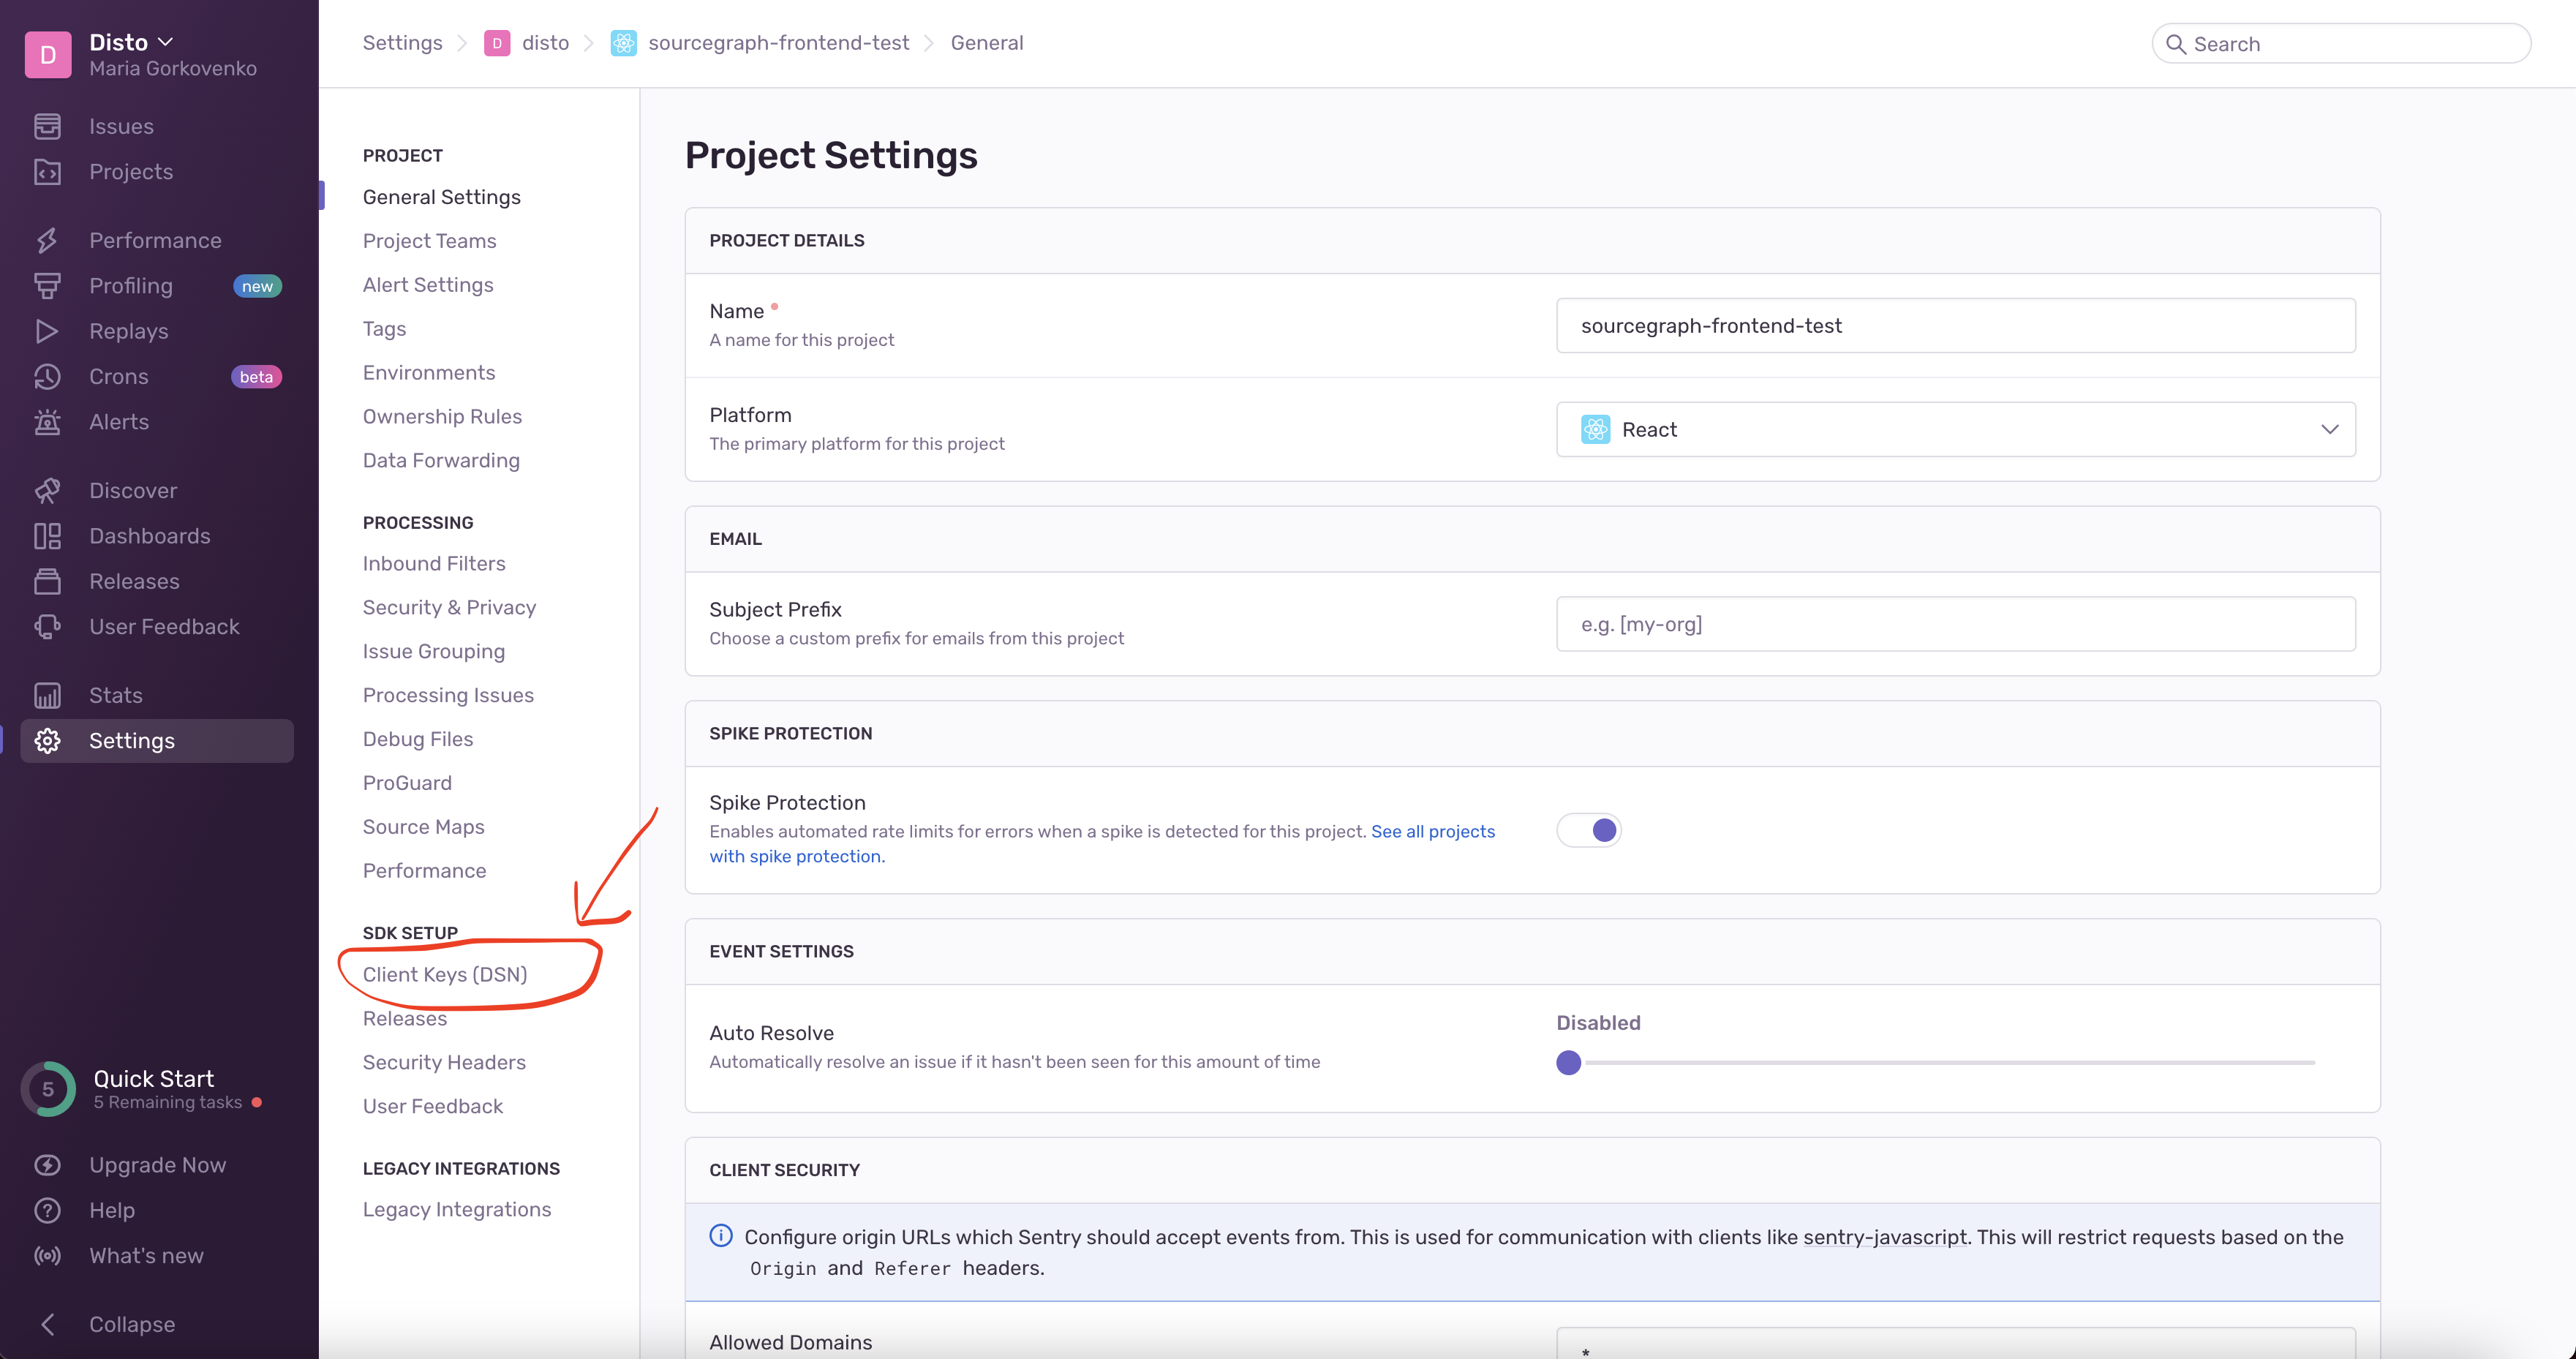 D
Disto
Maria Gorkovenko
Issues
Projects
Performance
Profiling new
Replays
Crons beta
Alerts
Discover
Dashboards
Releases
User Feedback
Stats
Settings
5
Quick Start
5 Remaining tasks
Upgrade Now
Help
What's new
Collapse
Settings D disto sourcegraph-frontend-test General
Search
PROJECT
General Settings
Project Teams
Alert Settings
Tags
Environments
Ownership Rules
Data Forwarding
PROCESSING
Inbound Filters
Security & Privacy
Issue Grouping
Processing Issues
Debug Files
ProGuard
Source Maps
Performance
SDK SETUP
Client Keys (DSN)
Releases
Security Headers
User Feedback
LEGACY INTEGRATIONS
Legacy Integrations
Project Settings
PROJECT DETAILS
Name
A name for this project
sourcegraph-frontend-test
Platform
The primary platform for this project
React
EMAIL
Subject Prefix
Choose a custom prefix for emails from this project
e.g. [my-org]
SPIKE PROTECTION
Spike Protection
Enables automated rate limits for errors when a spike is detected for this project. See all projects
with spike protection.
EVENT SETTINGS
Auto Resolve
Automatically resolve an issue if it hasn't been seen for this amount of time
Disabled
CLIENT SECURITY
Configure origin URLs which Sentry should accept events from. This is used for communication with clients like sentry-javascript. This will restrict requests based on the
Origin and Referer headers.
Allowed Domains
*